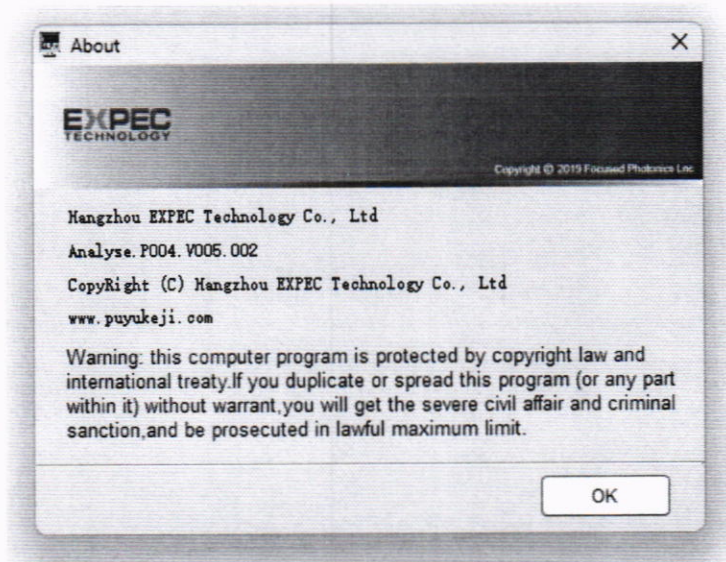 About
EXPEC
TECHNOLOGY
Copyright © 2019 Focused Photonics Lnc
Hangzhou EXPEC Technology Co., Ltd
Analyse.P004.V005.002
CopyRight (C) Hangzhou EXPEC Technology Co., Ltd
www.puyukeji.com
Warning: this computer program is protected by copyright law and
international treaty.If you duplicate or spread this program (or any part
within it) without warrant,you will get the severe civil affair and criminal
sanction,and be prosecuted in lawful maximum limit.
OK